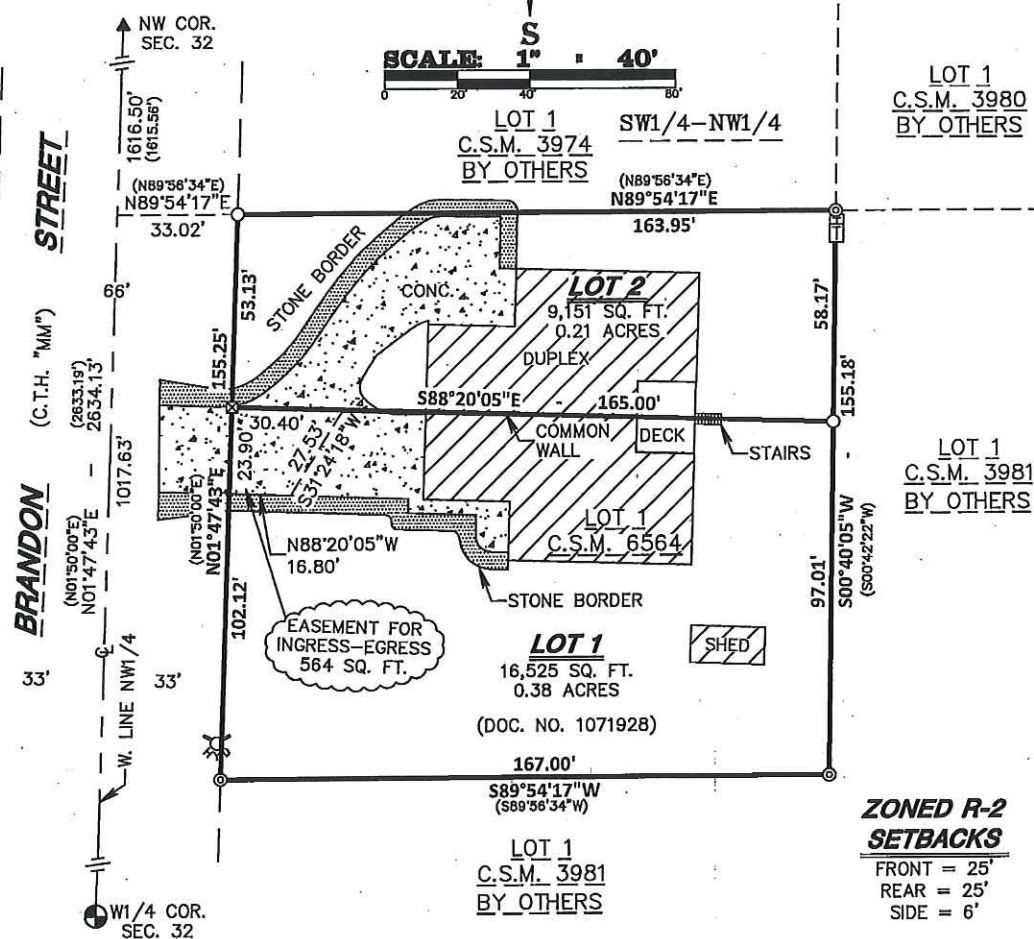 NW COR.
SEC. 32
S
SCALE: 1" = 40'
0 20' 40' 80'
LOT 1
C.S.M. 3974
BY OTHERS
SW1/4-NW1/4
LOT 1
C.S.M. 3980
BY OTHERS
1616.50'
(1615.56')
(N89°56'34"E)
N89°54'17"E
33.02'
(N89°56'34"E)
N89°54'17"E
163.95'
BRANDON STREET
(C.T.H. "MM")
66'
(2633.19')
(N01°50'00"E)
N01°47'43"E - 2634.13'
1017.63'
53.13'
155.25'
STONE BORDER
CONC.
LOT 2
9,151 SQ. FT.
0.21 ACRES
DUPLEX
58.17'
155.18'
S88°20'05"E - 165.00'
30.40'
23.90'
27.53'
S31°24'18"W
COMMON
WALL
DECK
STAIRS
LOT 1
C.S.M. 3981
BY OTHERS
(N01°50'00"E)
N01°47'43"E
N88°20'05"W
16.80'
LOT 1
C.S.M. 6564
STONE BORDER
97.01'
S00°40'05"W -
(S00°42'22"W)
102.12'
EASEMENT FOR
INGRESS-EGRESS
564 SQ. FT.
LOT 1
16,525 SQ. FT.
0.38 ACRES
SHED
(DOC. NO. 1071928)
33'
33'
W. LINE NW1/4
167.00'
S89°54'17"W
(S89°56'34"W)
LOT 1
C.S.M. 3981
BY OTHERS
ZONED R-2
SETBACKS
FRONT = 25'
REAR = 25'
SIDE = 6'
W1/4 COR.
SEC. 32